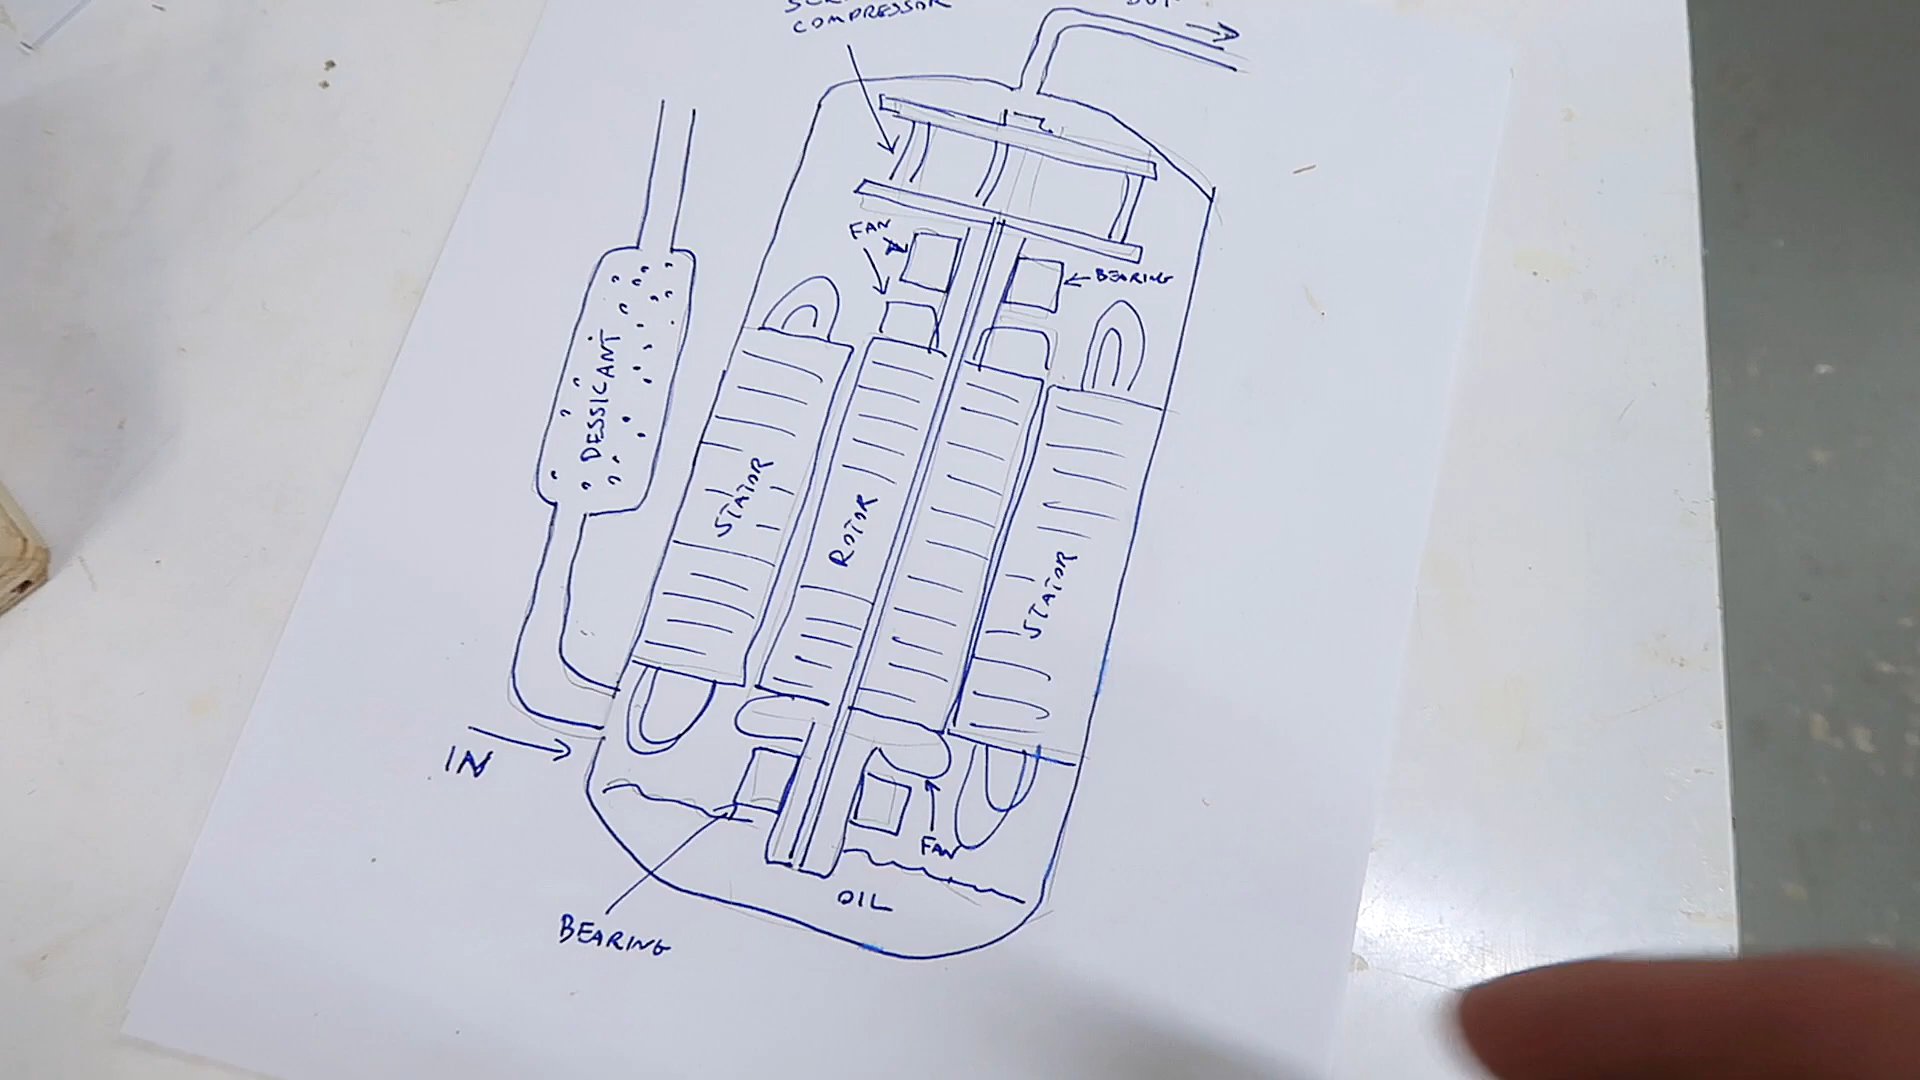 COMPRESSOR
FAN
BEARING
DESSICANT
STATOR
ROTOR
STATOR
IN
FAN
OIL
BEARING